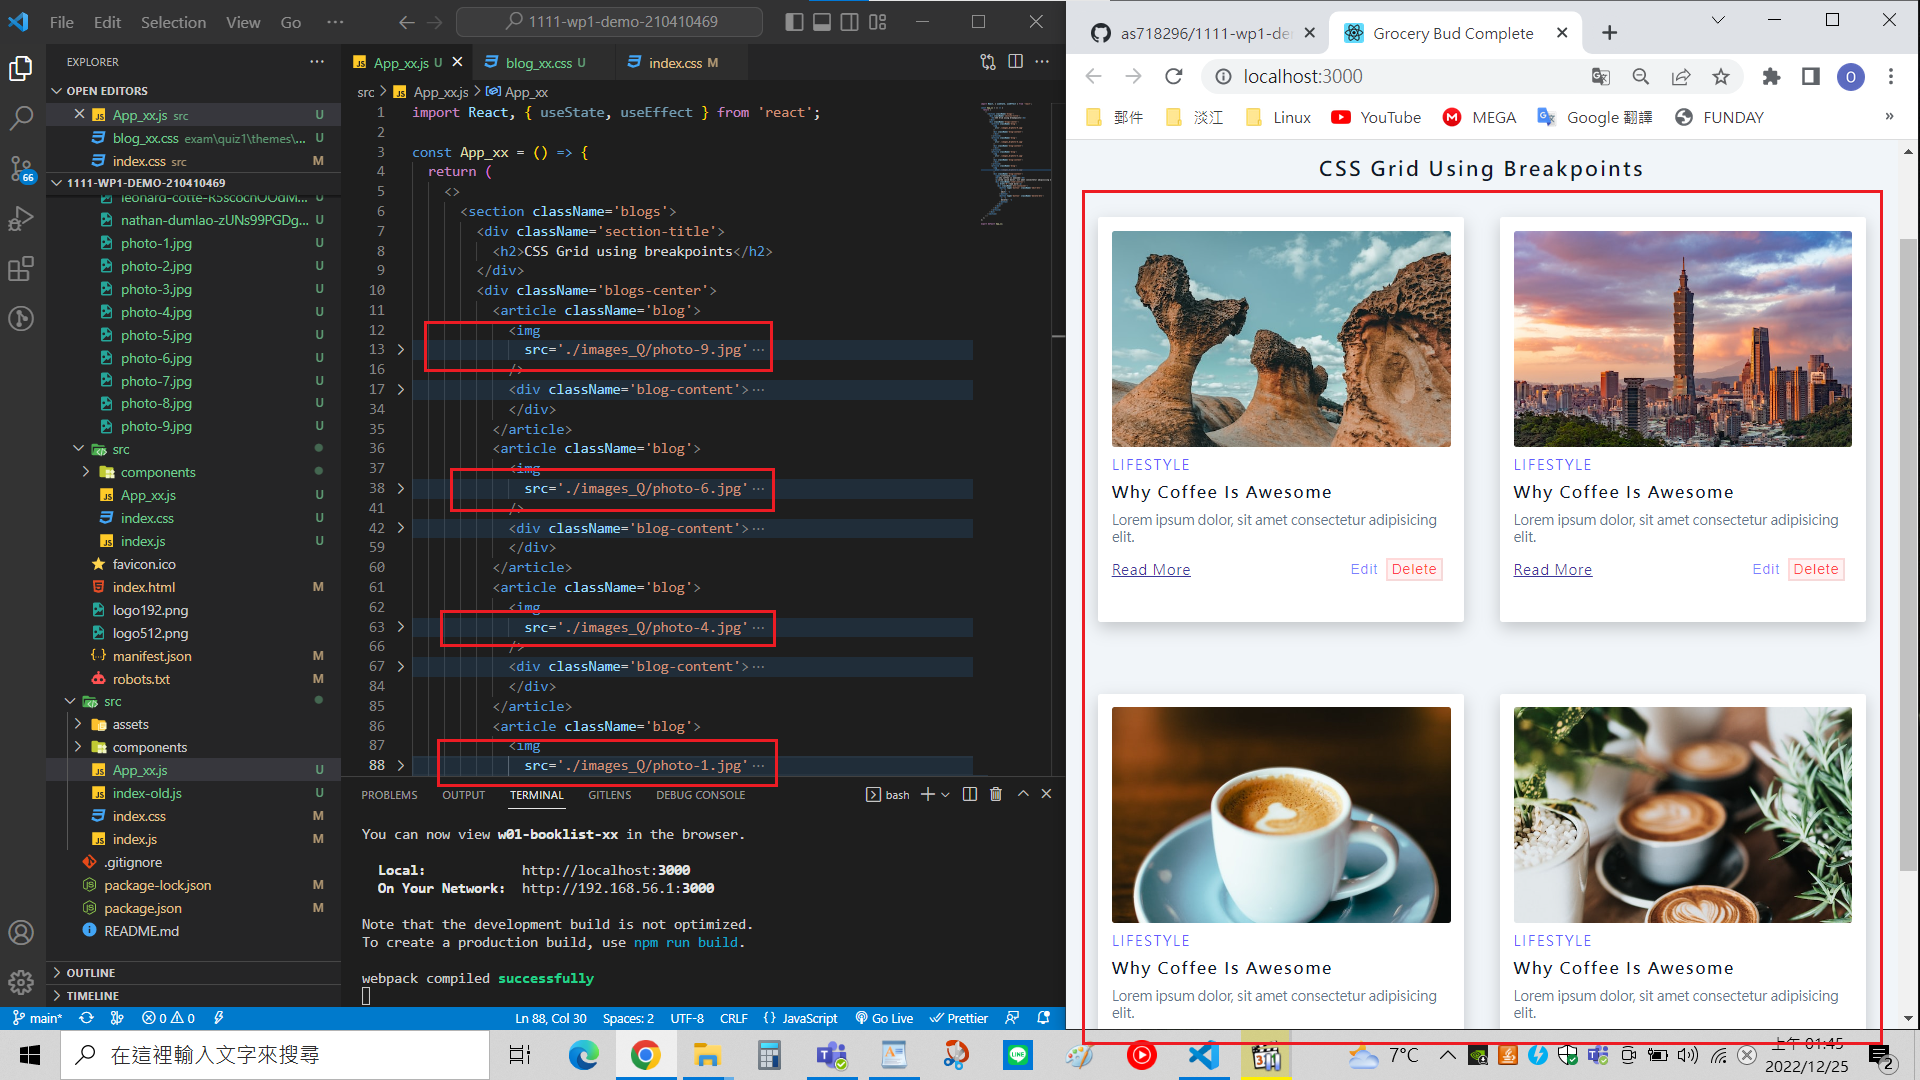 File Edit Selection View Go ··· 1111-wp1-demo-210410469
EXPLORER ···
OPEN EDITORS
App_xx.js src U
blog_xx.css exam\quiz1\themes\... U
index.css src M
1111-WP1-DEMO-210410469
leonard-cotte-R5scocnOOdM... U
nathan-dumlao-zUNs99PGDg... U
photo-1.jpg U
photo-2.jpg U
photo-3.jpg U
photo-4.jpg U
photo-5.jpg U
photo-6.jpg U
photo-7.jpg U
photo-8.jpg U
photo-9.jpg U
src
components
App_xx.js U
index.css U
index.js U
favicon.ico
index.html M
logo192.png
logo512.png
manifest.json M
robots.txt M
src
assets
components
App_xx.js U
index-old.js U
index.css M
index.js M
.gitignore
package-lock.json M
package.json M
README.md
OUTLINE
TIMELINE
66
App_xx.js U blog_xx.css U index.css M
src > App_xx.js > App_xx
1 import React, { useState, useEffect } from 'react';
2
3 const App_xx = () => {
4 return (
5 <>
6 <section className='blogs'>
7 <div className='section-title'>
8 <h2>CSS Grid using breakpoints</h2>
9 </div>
10 <div className='blogs-center'>
11 <article className='blog'>
12 <img
13 src='./images_Q/photo-9.jpg' ···
16 />
17 <div className='blog-content'> ···
34 </div>
35 </article>
36 <article className='blog'>
37 <img
38 src='./images_Q/photo-6.jpg' ···
41 />
42 <div className='blog-content'> ···
59 </div>
60 </article>
61 <article className='blog'>
62 <img
63 src='./images_Q/photo-4.jpg' ···
66 />
67 <div className='blog-content'> ···
84 </div>
85 </article>
86 <article className='blog'>
87 <img
88 src='./images_Q/photo-1.jpg' ···
PROBLEMS OUTPUT TERMINAL GITLENS DEBUG CONSOLE bash
You can now view w01-booklist-xx in the browser.
Local: http://localhost:3000
On Your Network: http://192.168.56.1:3000
Note that the development build is not optimized.
To create a production build, use npm run build.
webpack compiled successfully
main* 0 0 Ln 88, Col 30 Spaces: 2 UTF-8 CRLF { } JavaScript Go Live Prettier
as718296/1111-wp1-de Grocery Bud Complete
localhost:3000 O
郵件 淡江 Linux YouTube MEGA Google 翻譯 FUNDAY »
CSS Grid Using Breakpoints
LIFESTYLE
Why Coffee Is Awesome
Lorem ipsum dolor, sit amet consectetur adipisicing
elit.
Read More Edit Delete
LIFESTYLE
Why Coffee Is Awesome
Lorem ipsum dolor, sit amet consectetur adipisicing
elit.
Read More Edit Delete
LIFESTYLE
Why Coffee Is Awesome
Lorem ipsum dolor, sit amet consectetur adipisicing
elit.
LIFESTYLE
Why Coffee Is Awesome
Lorem ipsum dolor, sit amet consectetur adipisicing
elit.
在這裡輸入文字來搜尋
LINE
7°C
上午 01:45
2022/12/25
2